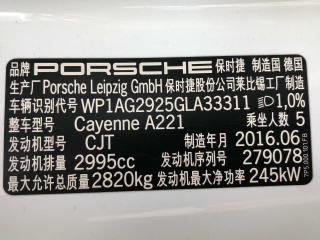 品牌 PORSCHE 保时捷 制造国 德国
生产厂 Porsche Leipzig GmbH 保时捷股份公司莱比锡工厂制造
车辆识别代号 WP1AG2925GLA33311 1,0%
整车型号 Cayenne A221 乘坐人数 5
发动机型号 CJT 制造年月 2016.06
发动机排量 2995cc 发动机序列号 279078
最大允许总质量 2820kg 发动机最大净功率 245kW